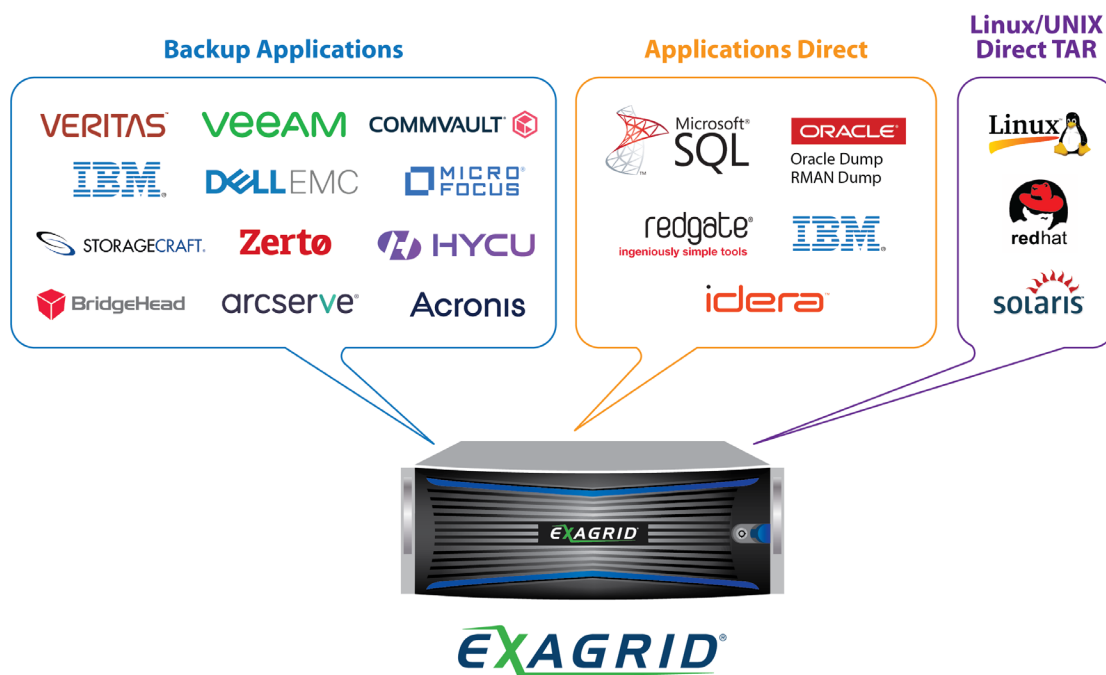 Backup Applications
VERITAS
veeAM
COMMVAULT
IBM®
DELLEMC
MICRO FOCUS®
STORAGECRAFT®
Zerto
HYCU
BridgeHead
arcserve®
Acronis
Applications Direct
Microsoft®
SQL
™
ORACLE®
Oracle Dump
RMAN Dump
redgate®
ingeniously simple tools
IBM®
idera™
Linux/UNIX
Direct TAR
Linux
redhat
solaris
EXAGRID
EXAGRID®